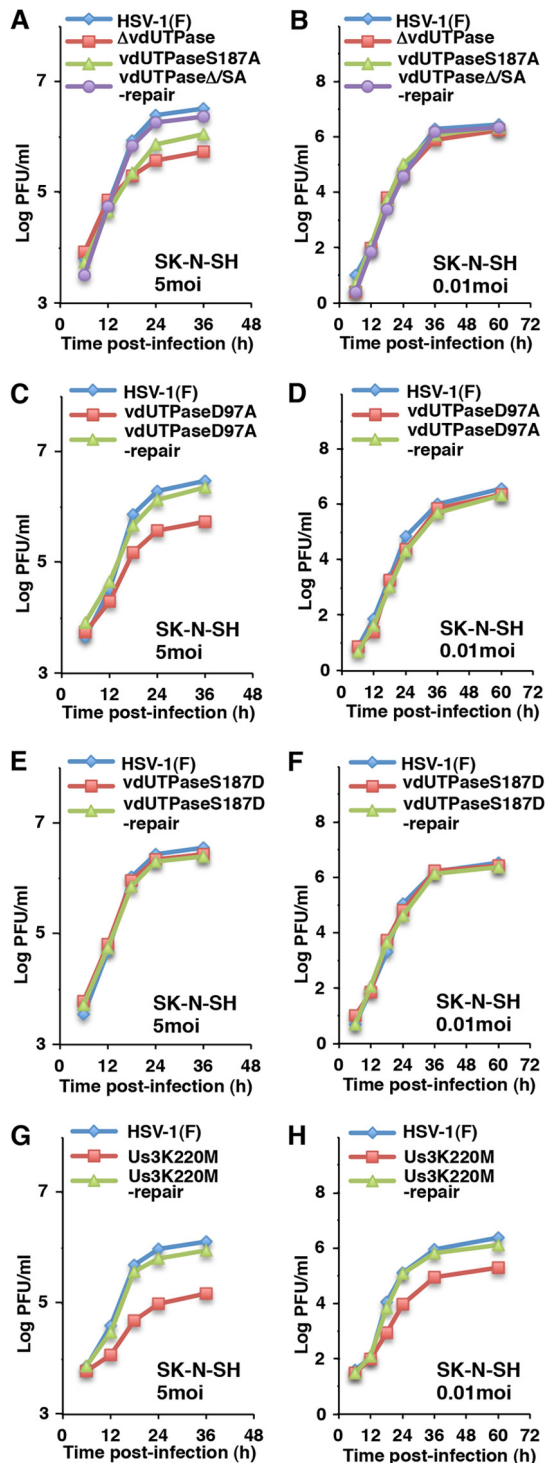 A
HSV-1(F)
ΔvdUTPase
vdUTPaseS187A
vdUTPaseΔ/SA
-repair
7
5
3
Log PFU/ml
SK-N-SH
5moi
0 12 24 36 48
Time post-infection (h)
B
HSV-1(F)
ΔvdUTPase
vdUTPaseS187A
vdUTPaseΔ/SA
-repair
8
6
4
2
0
Log PFU/ml
SK-N-SH
0.01moi
0 12 24 36 48 60 72
Time post-infection (h)
C
HSV-1(F)
vdUTPaseD97A
vdUTPaseD97A
-repair
7
5
3
Log PFU/ml
SK-N-SH
5moi
0 12 24 36 48
Time post-infection (h)
D
HSV-1(F)
vdUTPaseD97A
vdUTPaseD97A
-repair
8
6
4
2
0
Log PFU/ml
SK-N-SH
0.01moi
0 12 24 36 48 60 72
Time post-infection (h)
E
HSV-1(F)
vdUTPaseS187D
vdUTPaseS187D
-repair
7
5
3
Log PFU/ml
SK-N-SH
5moi
0 12 24 36 48
Time post-infection (h)
F
HSV-1(F)
vdUTPaseS187D
vdUTPaseS187D
-repair
8
6
4
2
0
Log PFU/ml
SK-N-SH
0.01moi
0 12 24 36 48 60 72
Time post-infection (h)
G
HSV-1(F)
Us3K220M
Us3K220M
-repair
7
5
3
Log PFU/ml
SK-N-SH
5moi
0 12 24 36 48
Time post-infection (h)
H
HSV-1(F)
Us3K220M
Us3K220M
-repair
8
6
4
2
0
Log PFU/ml
SK-N-SH
0.01moi
0 12 24 36 48 60 72
Time post-infection (h)